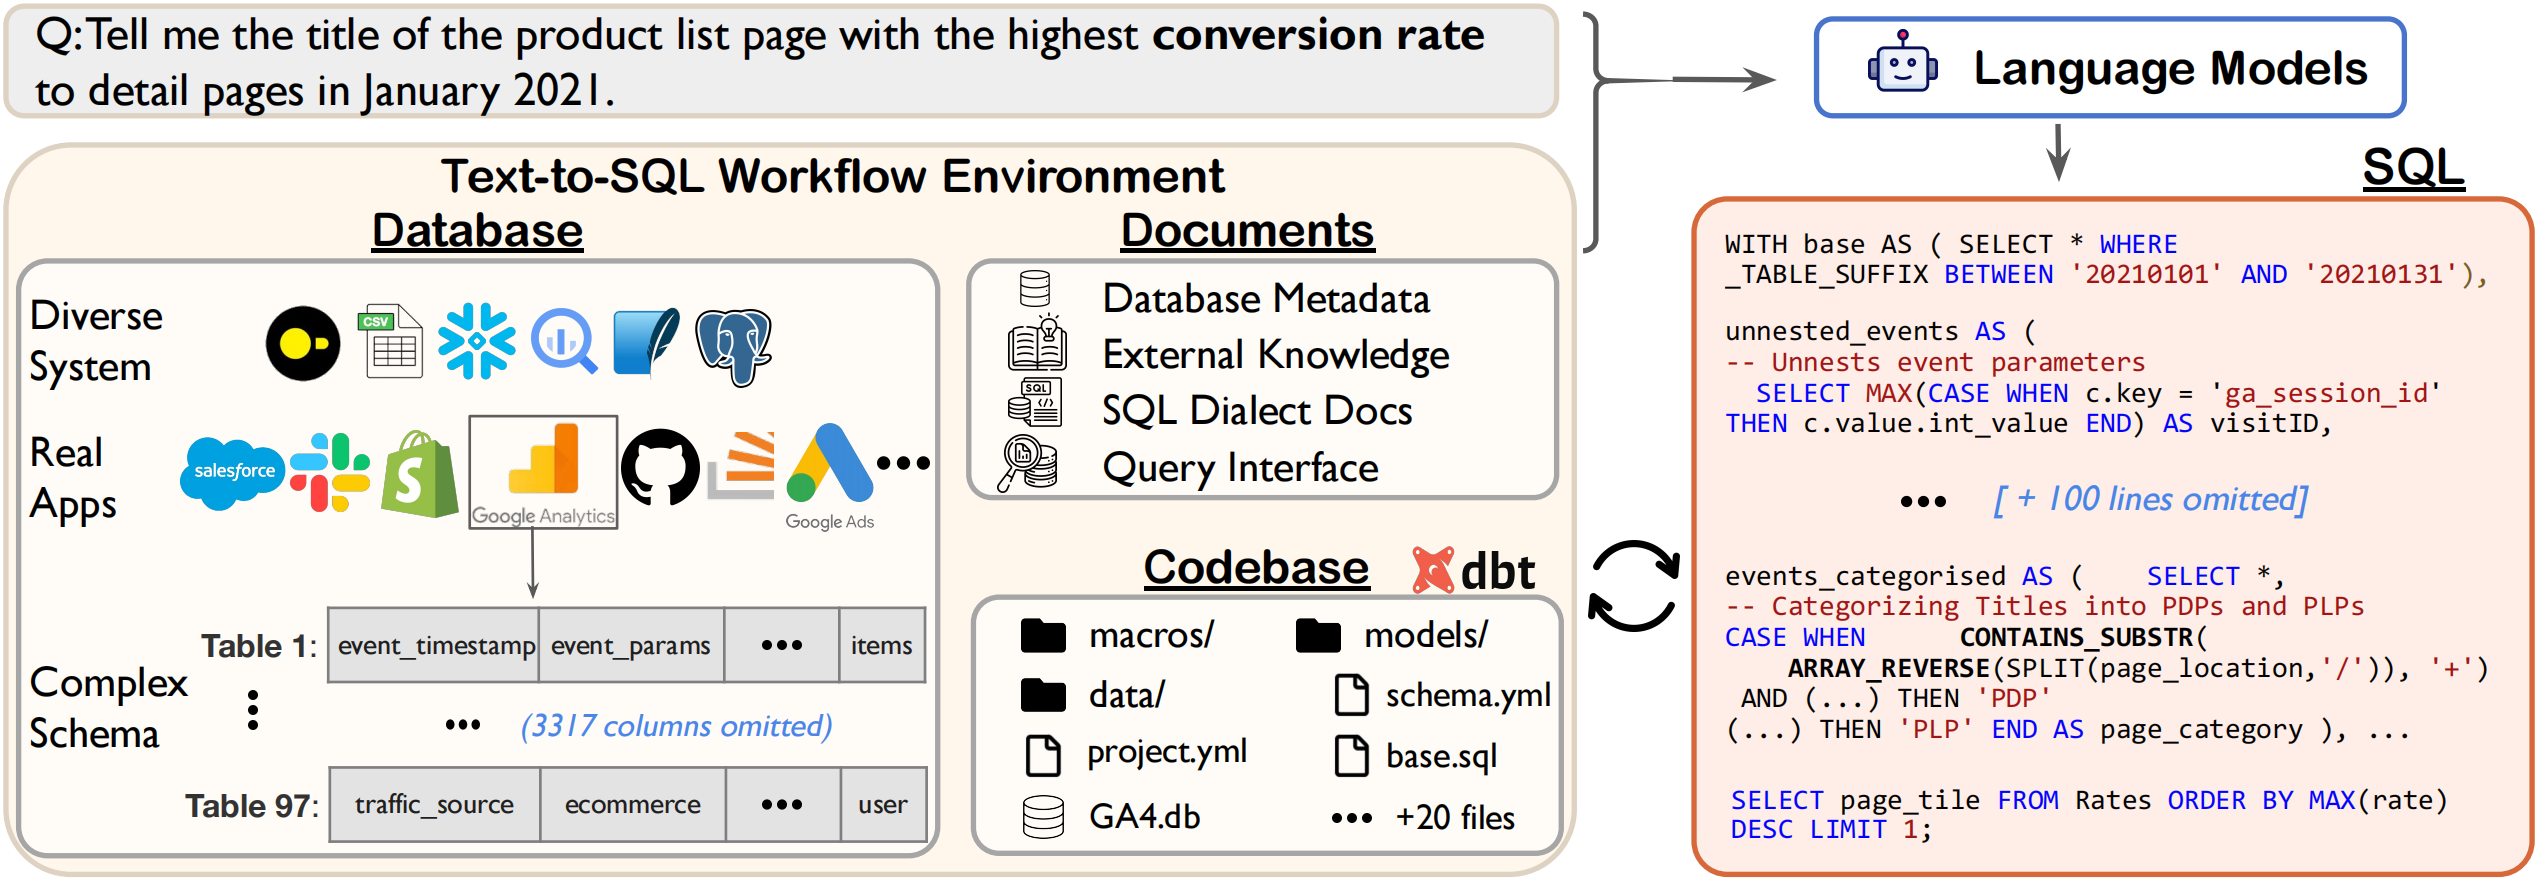 Q: Tell me the title of the product list page with the highest conversion rate
to detail pages in January 2021.
Language Models
Text-to-SQL Workflow Environment
Database
Diverse
System
CSV
Real
Apps
salesforce
Google Analytics
Google Ads
Complex
Schema
Table 1: event_timestamp event_params ••• items
••• (3317 columns omitted)
Table 97: traffic_source ecommerce ••• user
Documents
Database Metadata
External Knowledge
SQL
SQL Dialect Docs
Query Interface
Codebase
dbt
macros/ models/
data/ schema.yml
project.yml base.sql
GA4.db ••• +20 files
SQL
WITH base AS ( SELECT * WHERE
_TABLE_SUFFIX BETWEEN '20210101' AND '20210131'),
unnested_events AS (
-- Unnests event parameters
SELECT MAX(CASE WHEN c.key = 'ga_session_id'
THEN c.value.int_value END) AS visitID,
••• [ + 100 lines omitted]
events_categorised AS ( SELECT *,
-- Categorizing Titles into PDPs and PLPs
CASE WHEN CONTAINS_SUBSTR(
ARRAY_REVERSE(SPLIT(page_location,'/')), '+')
AND (...) THEN 'PDP'
(...) THEN 'PLP' END AS page_category ), ...
SELECT page_tile FROM Rates ORDER BY MAX(rate)
DESC LIMIT 1;